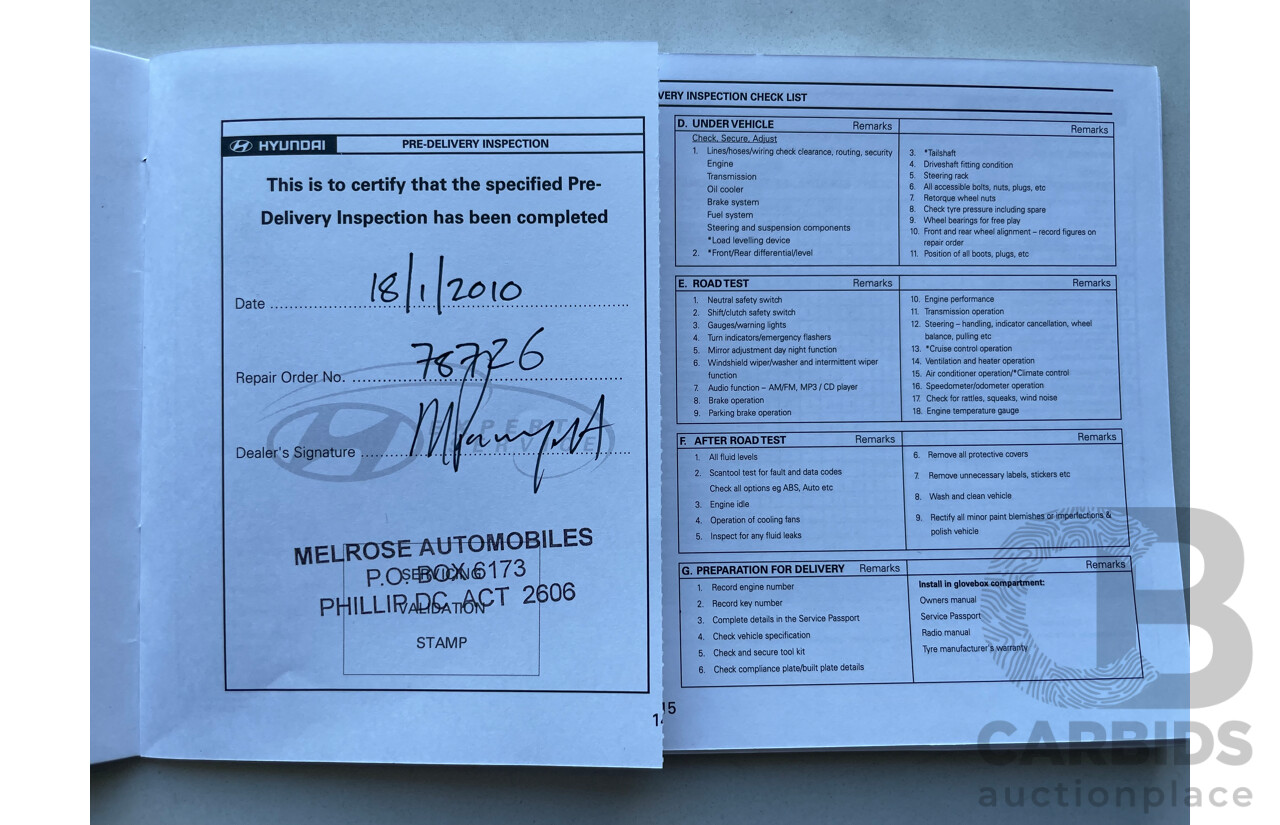 HYUNDAI PRE-DELIVERY INSPECTION
This is to certify that the specified Pre-
Delivery Inspection has been completed
Date 18/1/2010
Repair Order No. 78726
EXPERT
SERVICE
Dealer's Signature
MELROSE AUTOMOBILES
P.O. BOX 6173
PHILLIP DC ACT 2606
SERVICING
VALIDATION
STAMP
14
VERY INSPECTION CHECK LIST
D. UNDER VEHICLE Remarks
Check, Secure, Adjust
1. Lines/hoses/wiring check clearance, routing, security
Engine
Transmission
Oil cooler
Brake system
Fuel system
Steering and suspension components
*Load levelling device
2. *Front/Rear differential/level
Remarks
3. *Tailshaft
4. Driveshaft fitting condition
5. Steering rack
6. All accessible bolts, nuts, plugs, etc
7. Retorque wheel nuts
8. Check tyre pressure including spare
9. Wheel bearings for free play
10. Front and rear wheel alignment – record figures on
repair order
11. Position of all boots, plugs, etc
E. ROAD TEST Remarks
1. Neutral safety switch
2. Shift/clutch safety switch
3. Gauges/warning lights
4. Turn indicators/emergency flashers
5. Mirror adjustment day night function
6. Windshield wiper/washer and intermittent wiper
function
7. Audio function – AM/FM, MP3 / CD player
8. Brake operation
9. Parking brake operation
Remarks
10. Engine performance
11. Transmission operation
12. Steering – handling, indicator cancellation, wheel
balance, pulling etc
13. *Cruise control operation
14. Ventilation and heater operation
15. Air conditioner operation/*Climate control
16. Speedometer/odometer operation
17. Check for rattles, squeaks, wind noise
18. Engine temperature gauge
F. AFTER ROAD TEST Remarks
1. All fluid levels
2. Scantool test for fault and data codes
Check all options eg ABS, Auto etc
3. Engine idle
4. Operation of cooling fans
5. Inspect for any fluid leaks
Remarks
6. Remove all protective covers
7. Remove unnecessary labels, stickers etc
8. Wash and clean vehicle
9. Rectify all minor paint blemishes or imperfections &
polish vehicle
G. PREPARATION FOR DELIVERY Remarks
1. Record engine number
2. Record key number
3. Complete details in the Service Passport
4. Check vehicle specification
5. Check and secure tool kit
6. Check compliance plate/built plate details
Remarks
Install in glovebox compartment:
Owners manual
Service Passport
Radio manual
Tyre manufacturer's warranty
15
CARBIDS
auctionplace